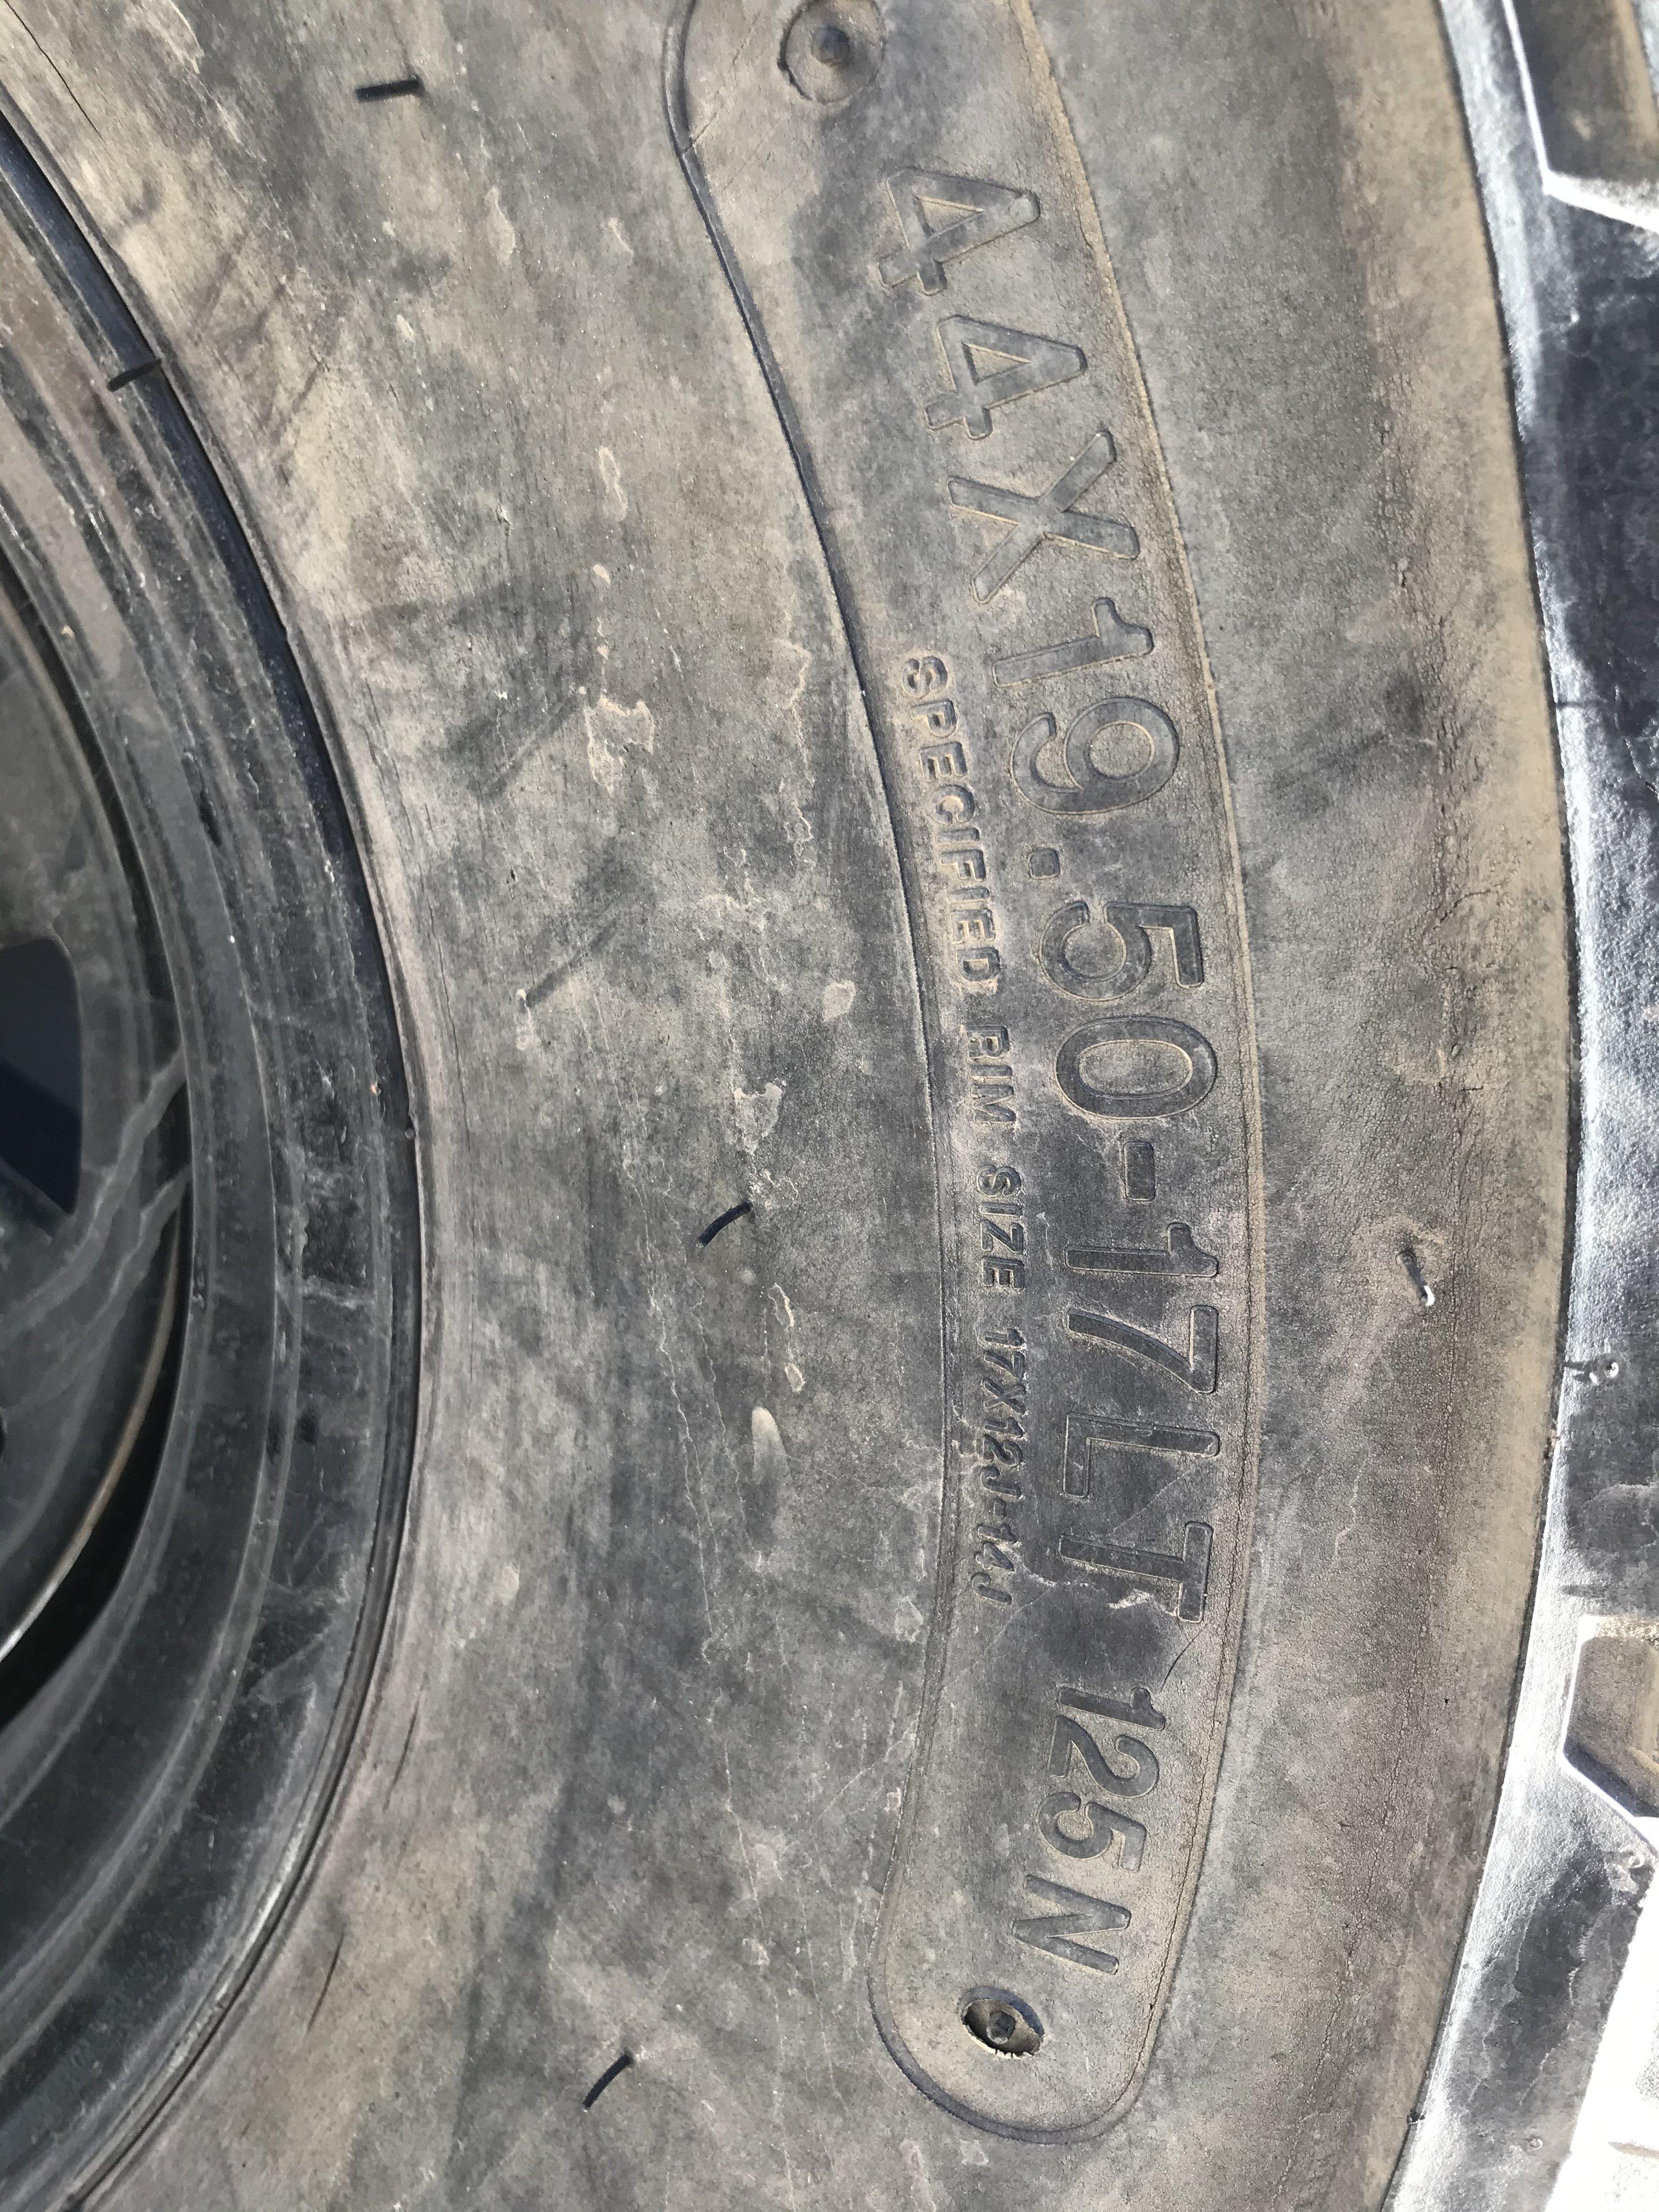 44X19.50-17LT 125N
SPECIFIED RIM SIZE 17X12J-14J